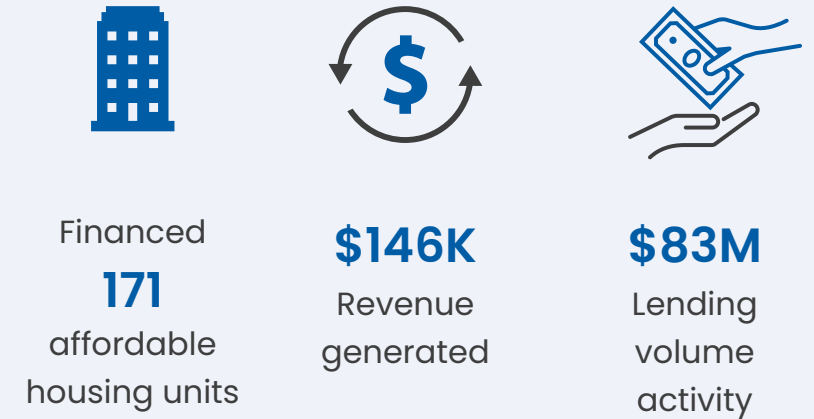 $
Financed
171
affordable
housing units
$146K
Revenue
generated
$83M
Lending
volume
activity